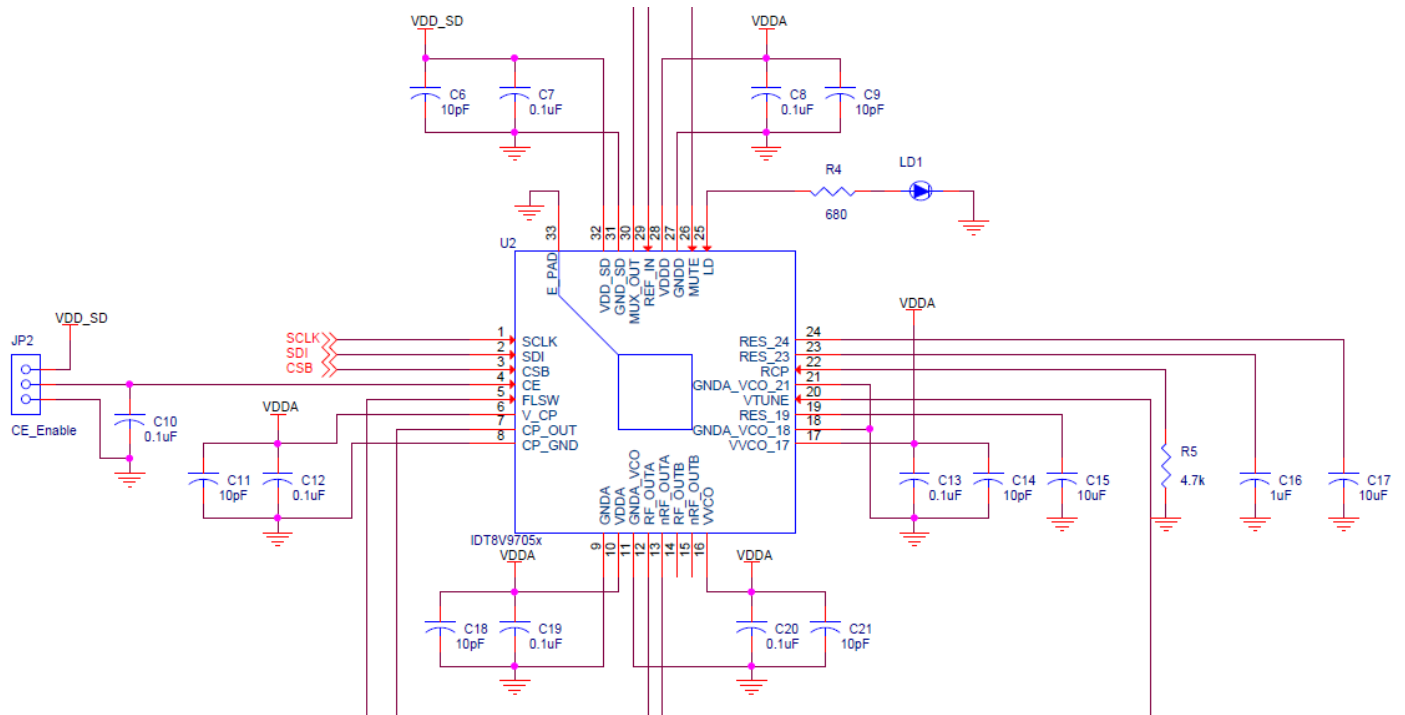 VDD_SD
VDDA
C6
10pF
C7
0.1uF
C8
0.1uF
C9
10pF
R4
680
LD1
33
32
31
30
29
28
27
26
25
U2
E_PAD
VDD_SD
GND_SD
MUX_OUT
REF_IN
VDDD
GNDD
MUTE
LD
JP2
VDD_SD
CE_Enable
SCLK
SDI
CSB
1
2
3
4
5
6
7
8
SCLK
SDI
CSB
CE
FLSW
V_CP
CP_OUT
CP_GND
RES_24
RES_23
RCP
GNDA_VCO_21
VTUNE
RES_19
GNDA_VCO_18
VVCO_17
24
23
22
21
20
19
18
17
VDDA
C10
0.1uF
VDDA
C11
10pF
C12
0.1uF
C13
0.1uF
C14
10pF
C15
10uF
R5
4.7k
C16
1uF
C17
10uF
GNDA
VDDA
GNDA_VCO
RF_OUTA
nRF_OUTA
RF_OUTB
nRF_OUTB
VVCO
IDT8V9705x
9
10
11
12
13
14
15
16
VDDA
C18
10pF
C19
0.1uF
VDDA
C20
0.1uF
C21
10pF